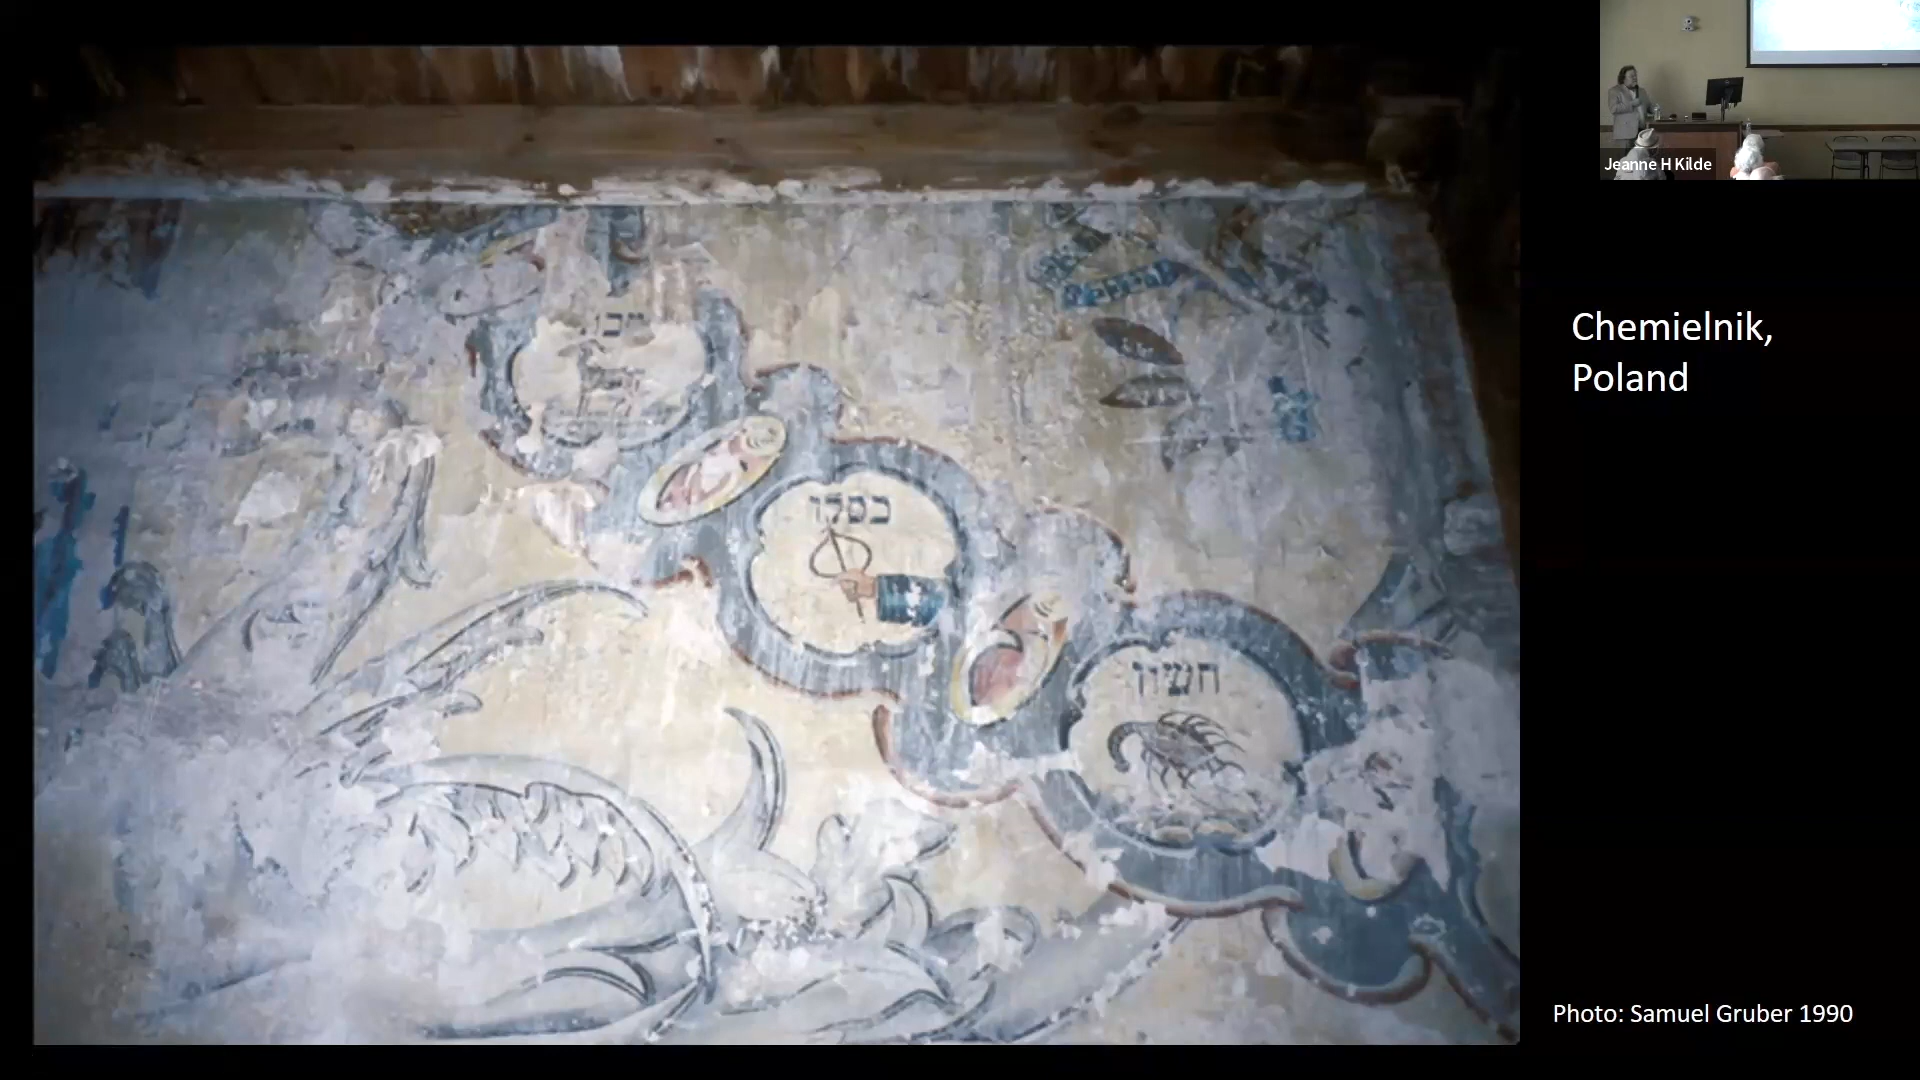 Jeanne H Kilde
Chemielnik,
Poland
כסלו
חשון
Photo: Samuel Gruber 1990